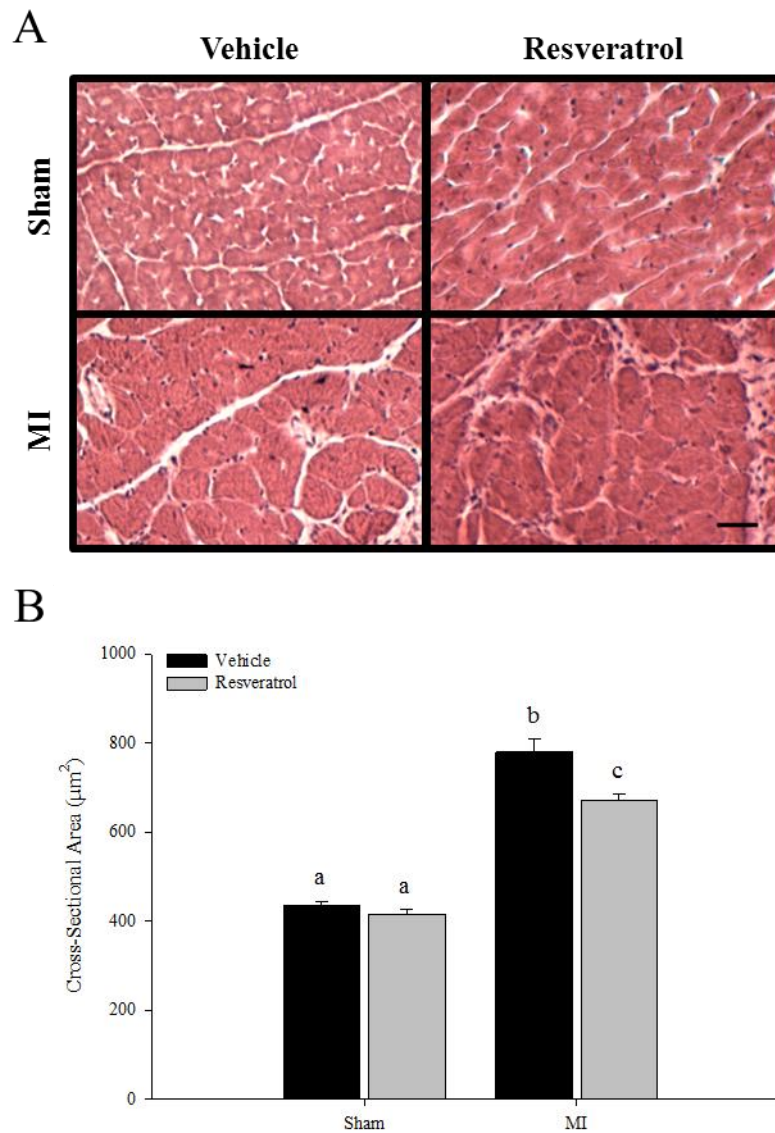 A
Vehicle Resveratrol
Sham
MI
B
1000
800
600
400
200
0
Cross-Sectional Area (μm²)
Vehicle
Resveratrol
a
a
b
c
Sham MI